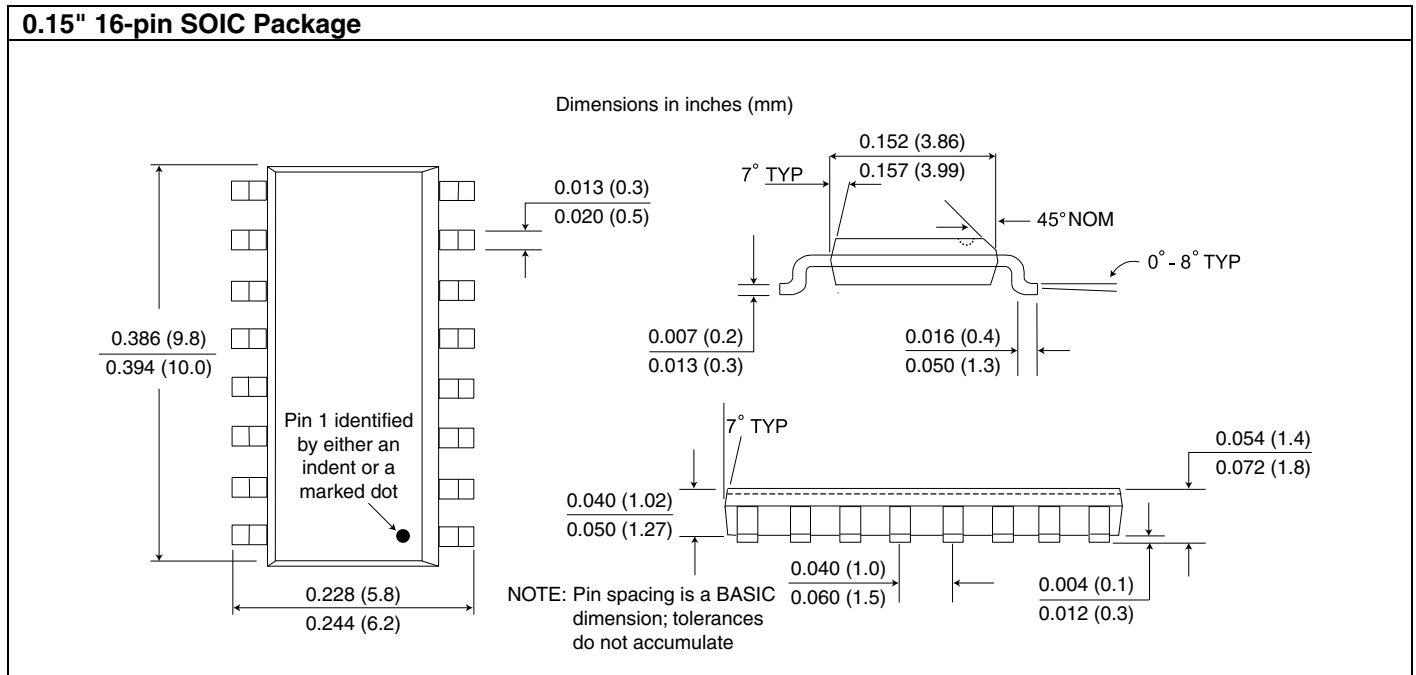 0.15" 16-pin SOIC Package
Dimensions in inches (mm)
0.013 (0.3)
0.020 (0.5)
0.386 (9.8)
0.394 (10.0)
Pin 1 identified
by either an
indent or a
marked dot
0.228 (5.8)
0.244 (6.2)
0.152 (3.86)
0.157 (3.99)
7° TYP
45° NOM
0° - 8° TYP
0.007 (0.2)
0.013 (0.3)
0.016 (0.4)
0.050 (1.3)
7° TYP
0.054 (1.4)
0.072 (1.8)
0.040 (1.02)
0.050 (1.27)
0.040 (1.0)
0.060 (1.5)
0.004 (0.1)
0.012 (0.3)
NOTE: Pin spacing is a BASIC
dimension; tolerances
do not accumulate